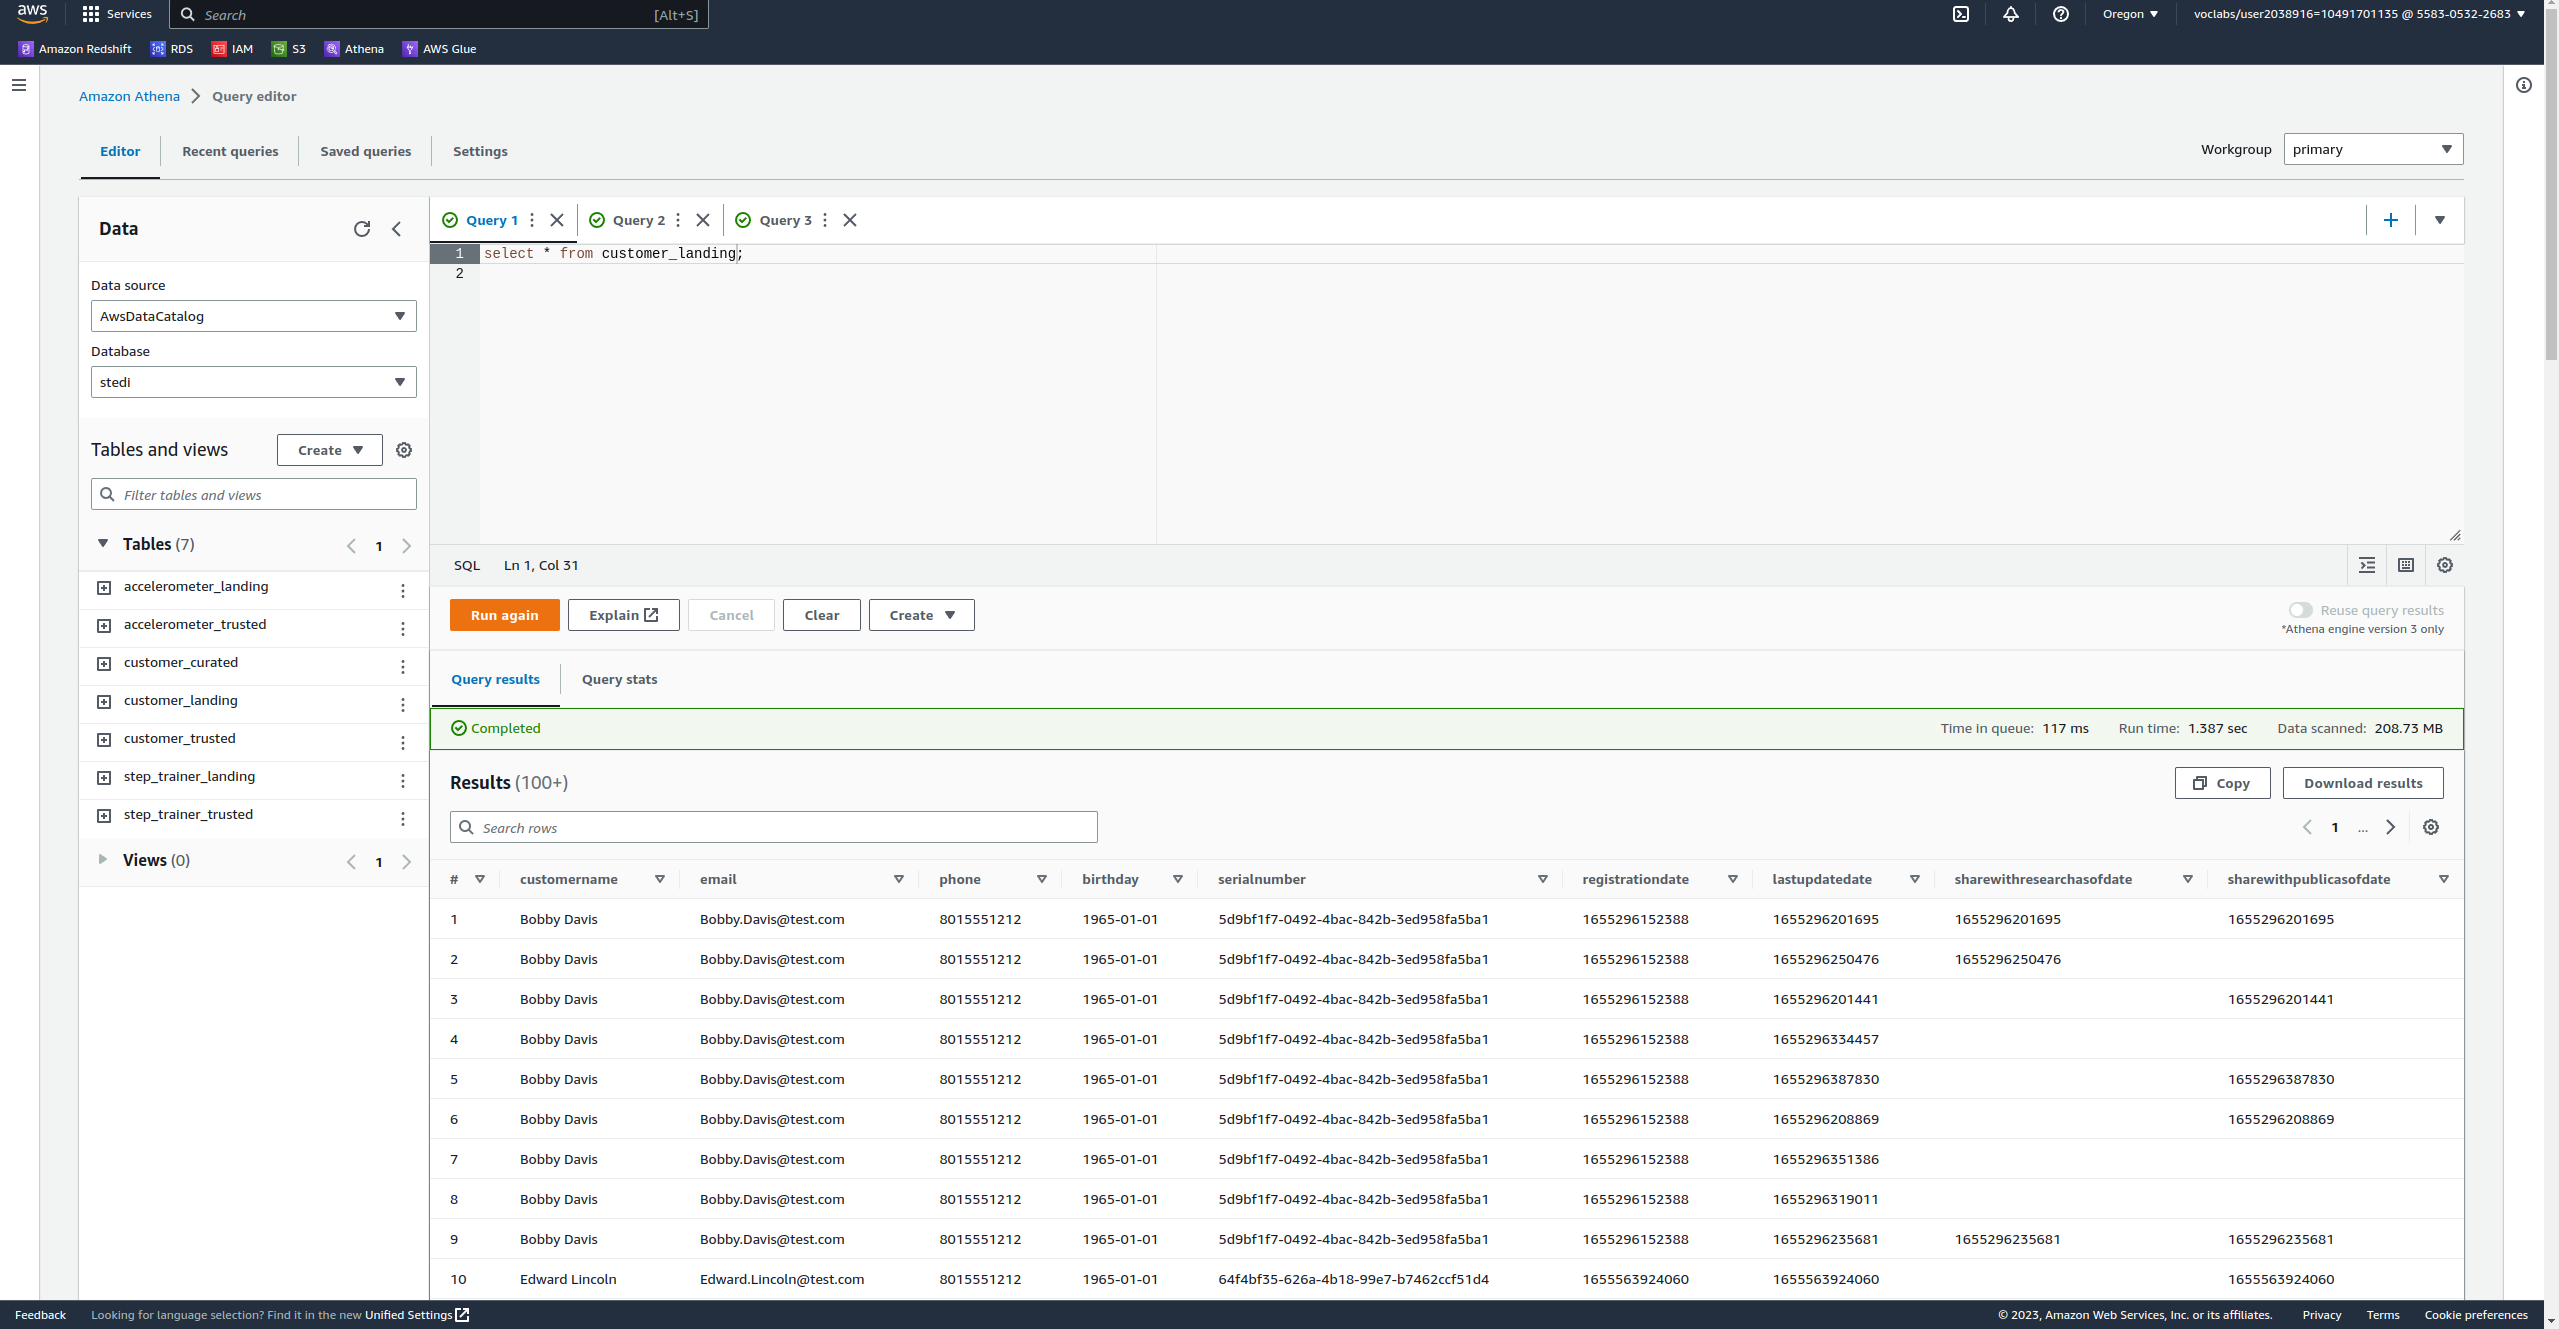 aws Services Search [Alt+S] Oregon voclabs/user2038916=10491701135 @ 5583-0532-2683
Amazon Redshift RDS IAM S3 Athena AWS Glue
Amazon Athena Query editor
Editor Recent queries Saved queries Settings Workgroup primary
Data
Query 1 Query 2 Query 3
1 select * from customer_landing;
2
Data source
AwsDataCatalog
Database
stedi
Tables and views Create
Filter tables and views
Tables (7) 1
accelerometer_landing
accelerometer_trusted
customer_curated
customer_landing
customer_trusted
step_trainer_landing
step_trainer_trusted
Views (0) 1
SQL Ln 1, Col 31
Run again Explain Cancel Clear Create Reuse query results
*Athena engine version 3 only
Query results Query stats
Completed Time in queue: 117 ms Run time: 1.387 sec Data scanned: 208.73 MB
Results (100+) Copy Download results
Search rows 1 ...
# customername email phone birthday serialnumber registrationdate lastupdatedate sharewithresearchasofdate sharewithpublicasofdate
1 Bobby Davis Bobby.Davis@test.com 8015551212 1965-01-01 5d9bf1f7-0492-4bac-842b-3ed958fa5ba1 1655296152388 1655296201695 1655296201695 1655296201695
2 Bobby Davis Bobby.Davis@test.com 8015551212 1965-01-01 5d9bf1f7-0492-4bac-842b-3ed958fa5ba1 1655296152388 1655296250476 1655296250476
3 Bobby Davis Bobby.Davis@test.com 8015551212 1965-01-01 5d9bf1f7-0492-4bac-842b-3ed958fa5ba1 1655296152388 1655296201441 1655296201441
4 Bobby Davis Bobby.Davis@test.com 8015551212 1965-01-01 5d9bf1f7-0492-4bac-842b-3ed958fa5ba1 1655296152388 1655296334457
5 Bobby Davis Bobby.Davis@test.com 8015551212 1965-01-01 5d9bf1f7-0492-4bac-842b-3ed958fa5ba1 1655296152388 1655296387830 1655296387830
6 Bobby Davis Bobby.Davis@test.com 8015551212 1965-01-01 5d9bf1f7-0492-4bac-842b-3ed958fa5ba1 1655296152388 1655296208869 1655296208869
7 Bobby Davis Bobby.Davis@test.com 8015551212 1965-01-01 5d9bf1f7-0492-4bac-842b-3ed958fa5ba1 1655296152388 1655296351386
8 Bobby Davis Bobby.Davis@test.com 8015551212 1965-01-01 5d9bf1f7-0492-4bac-842b-3ed958fa5ba1 1655296152388 1655296319011
9 Bobby Davis Bobby.Davis@test.com 8015551212 1965-01-01 5d9bf1f7-0492-4bac-842b-3ed958fa5ba1 1655296152388 1655296235681 1655296235681 1655296235681
10 Edward Lincoln Edward.Lincoln@test.com 8015551212 1965-01-01 64f4bf35-626a-4b18-99e7-b7462ccf51d4 1655563924060 1655563924060 1655563924060
Feedback Looking for language selection? Find it in the new Unified Settings © 2023, Amazon Web Services, Inc. or its affiliates. Privacy Terms Cookie preferences